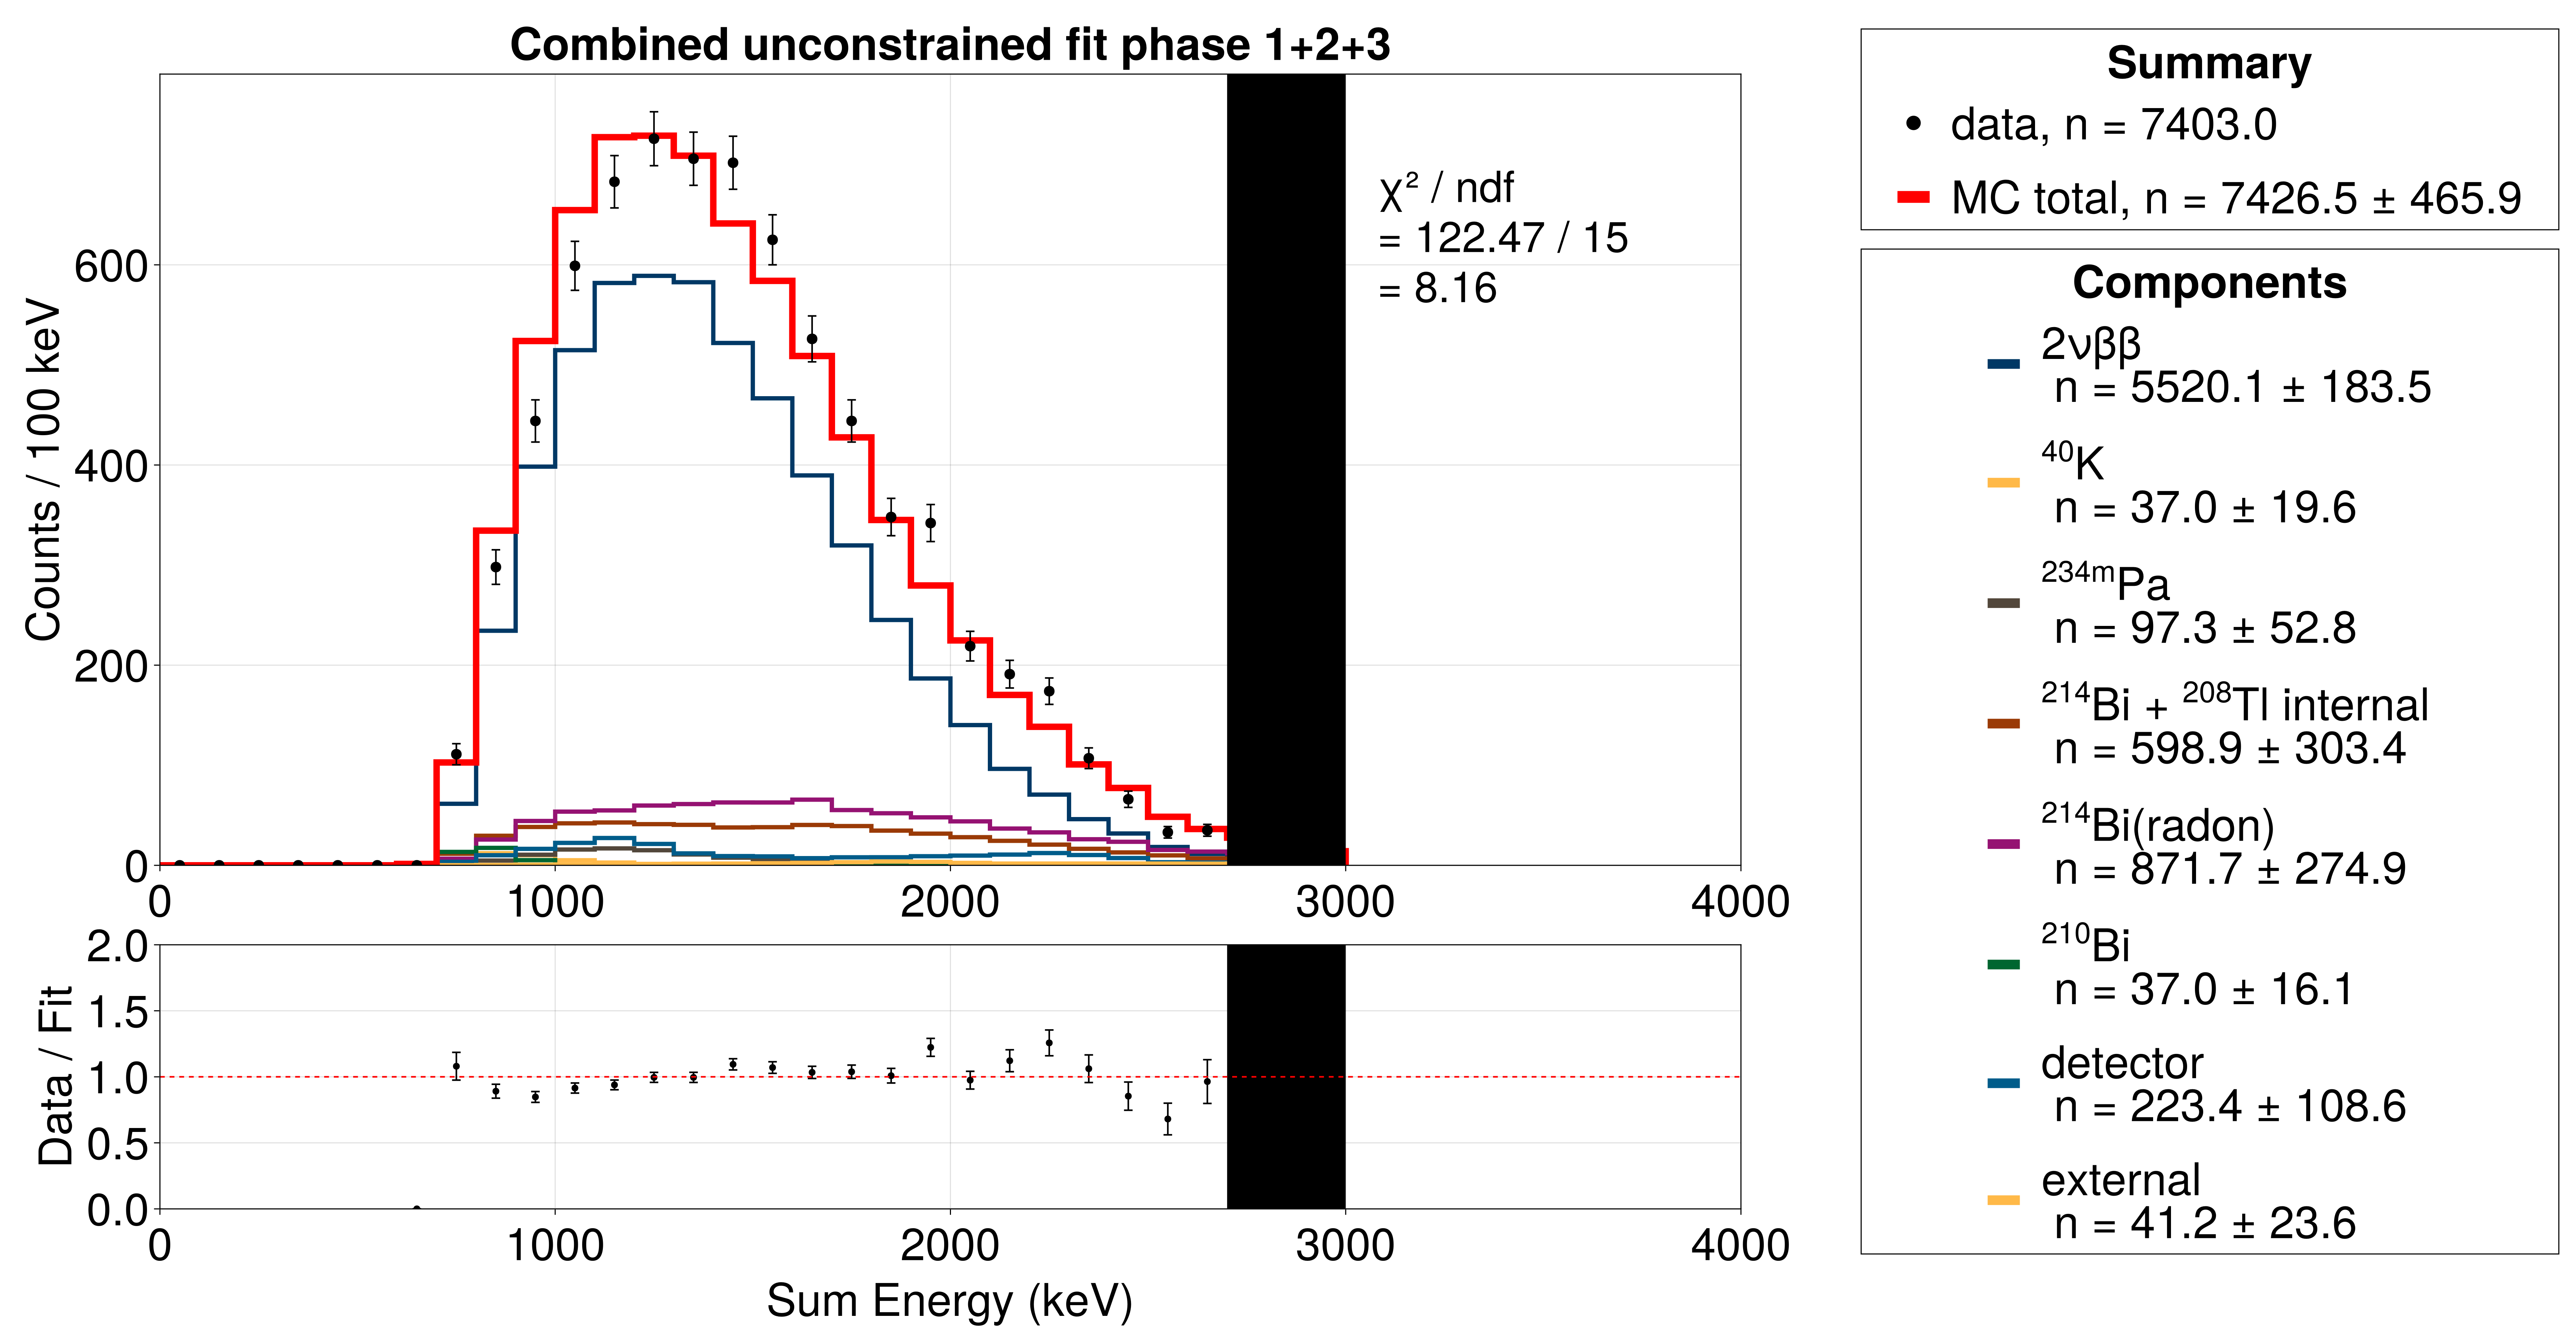 Combined unconstrained fit phase 1+2+3
Counts / 100 keV
600
400
200
0
0
1000
2000
3000
4000
χ² / ndf
= 122.47 / 15
= 8.16
Data / Fit
2.0
1.5
1.0
0.5
0.0
0
1000
2000
3000
4000
Sum Energy (keV)
Summary
data, n = 7403.0
MC total, n = 7426.5 ± 465.9
Components
2νββ
n = 5520.1 ± 183.5
⁴⁰K
n = 37.0 ± 19.6
²³⁴ᵐPa
n = 97.3 ± 52.8
²¹⁴Bi + ²⁰⁸Tl internal
n = 598.9 ± 303.4
²¹⁴Bi(radon)
n = 871.7 ± 274.9
²¹⁰Bi
n = 37.0 ± 16.1
detector
n = 223.4 ± 108.6
external
n = 41.2 ± 23.6